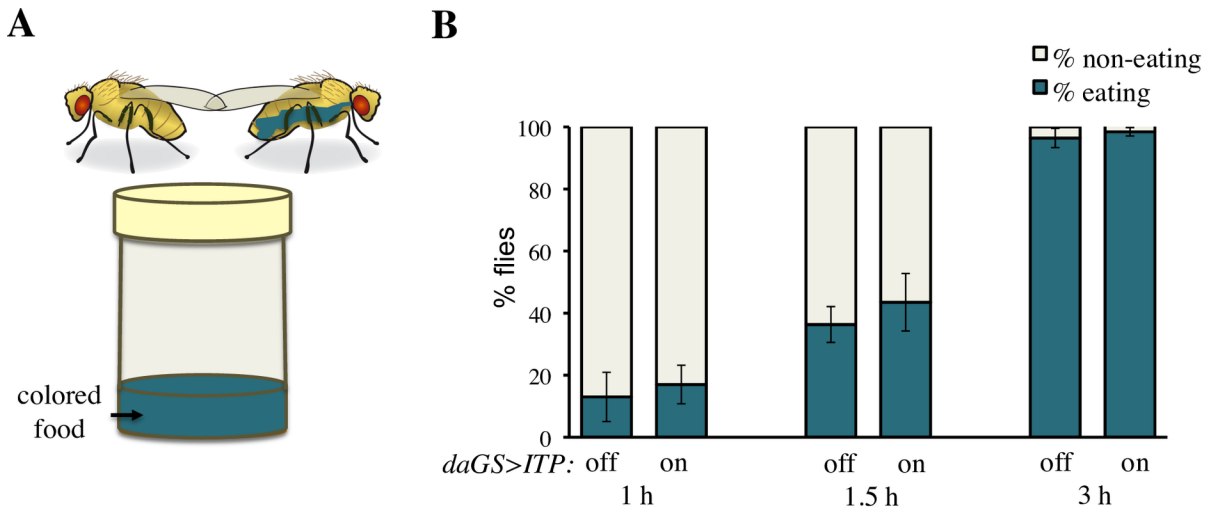 A
colored
food
B
% non-eating
% eating
% flies
100
80
60
40
20
0
daGS>ITP: off on off on off on
1 h 1.5 h 3 h